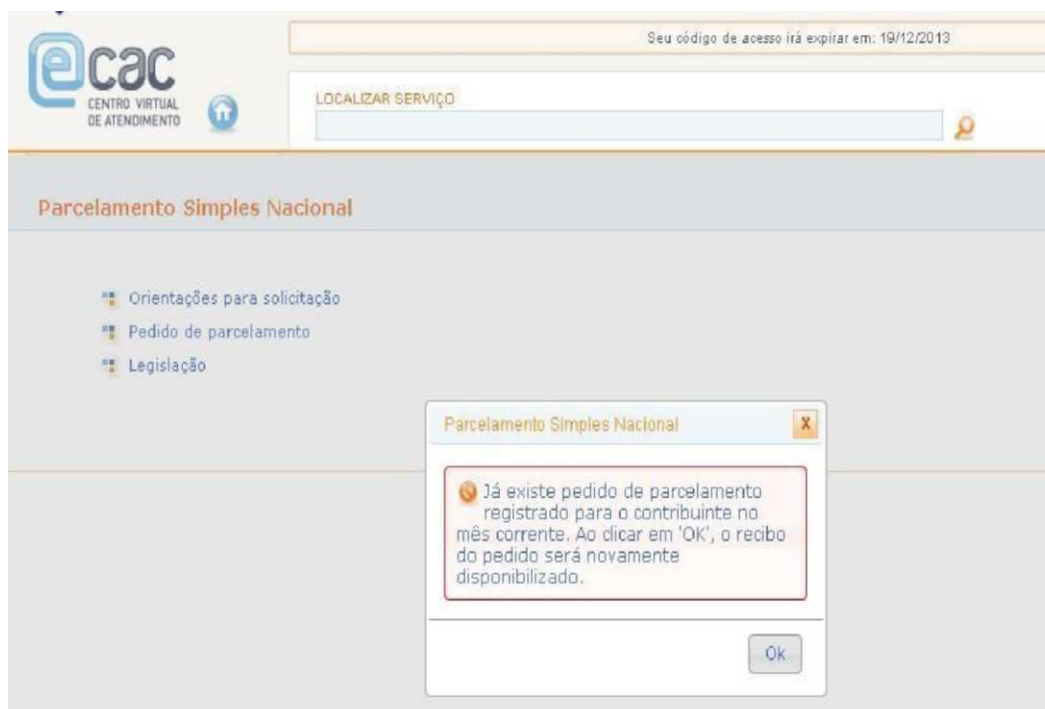 Seu código de acesso irá expirar em: 19/12/2013
ecac
CENTRO VIRTUAL
DE ATENDIMENTO
LOCALIZAR SERVIÇO
Parcelamento Simples Nacional
Orientações para solicitação
Pedido de parcelamento
Legislação
Parcelamento Simples Nacional
X
Já existe pedido de parcelamento
registrado para o contribuinte no
mês corrente. Ao clicar em 'OK', o recibo
do pedido será novamente
disponibilizado.
Ok